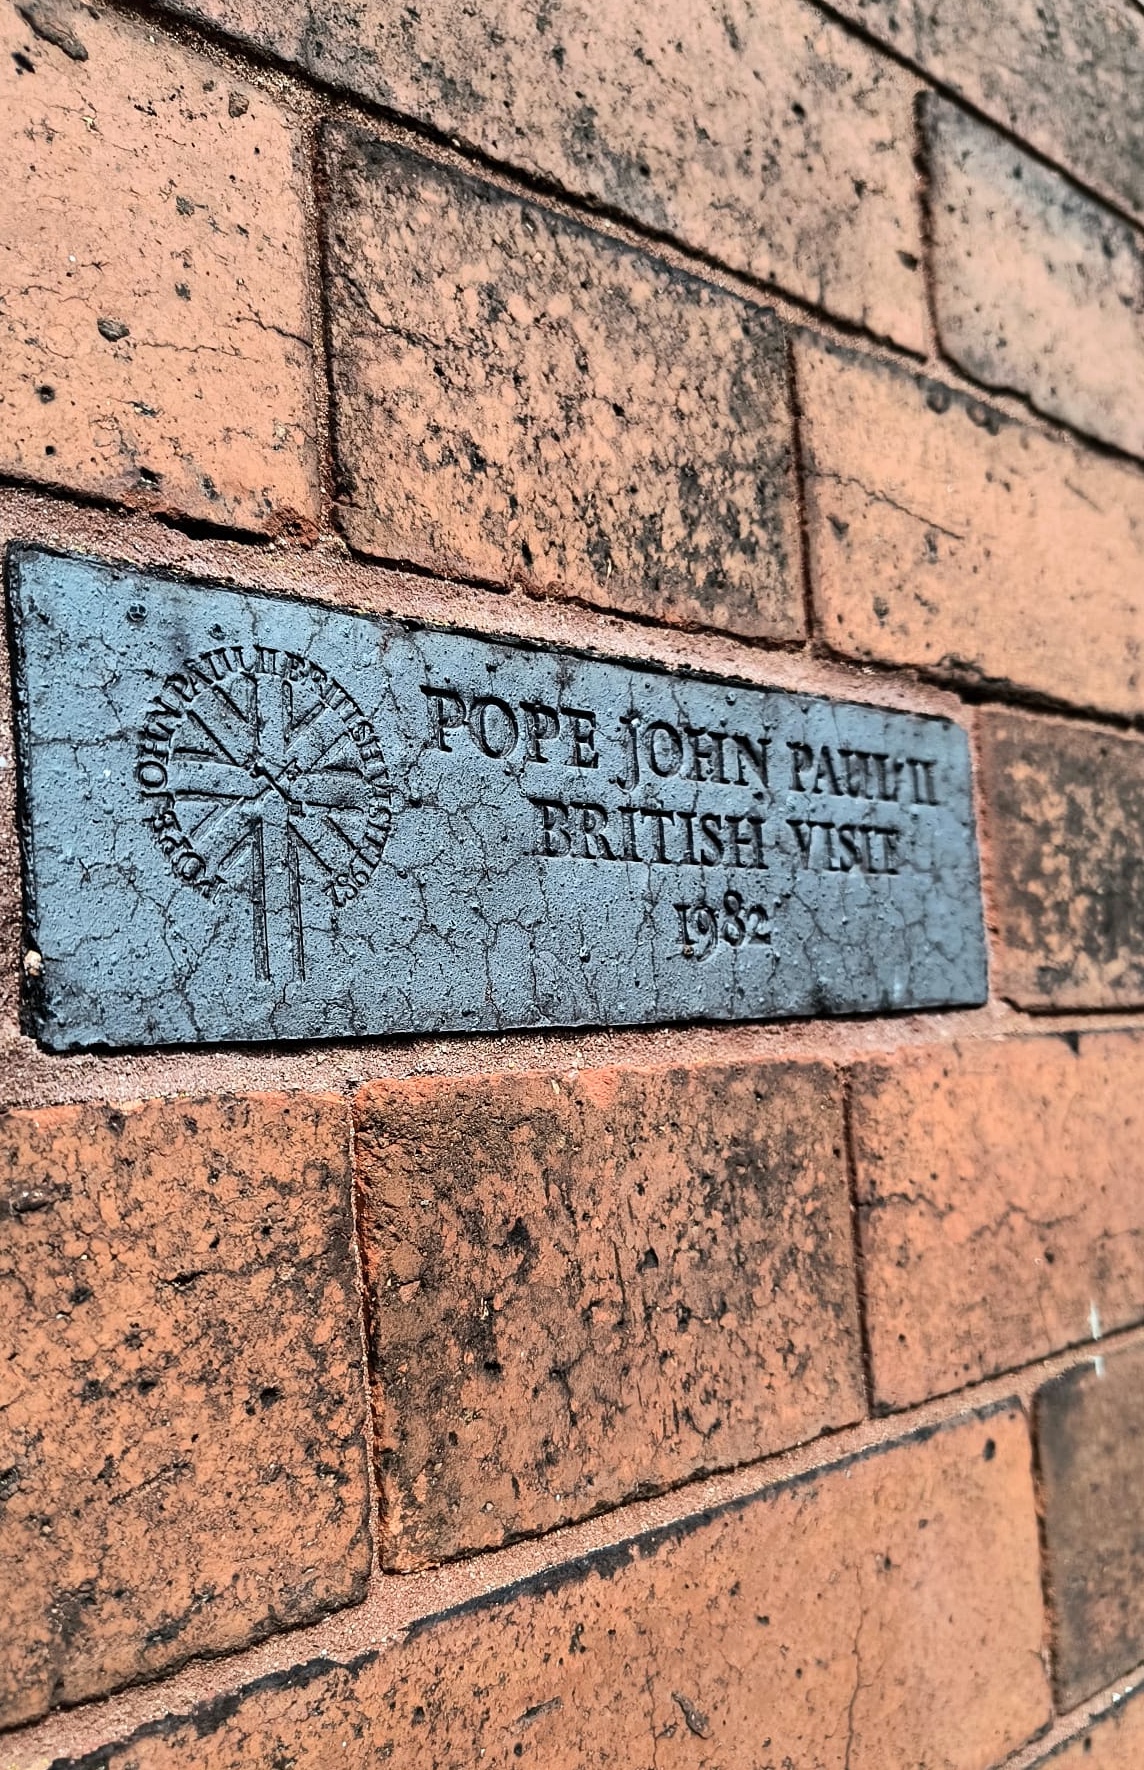 POPE JOHN PAUL II BRITISH VISIT 1982
POPE JOHN PAUL II
BRITISH VISIT
1982